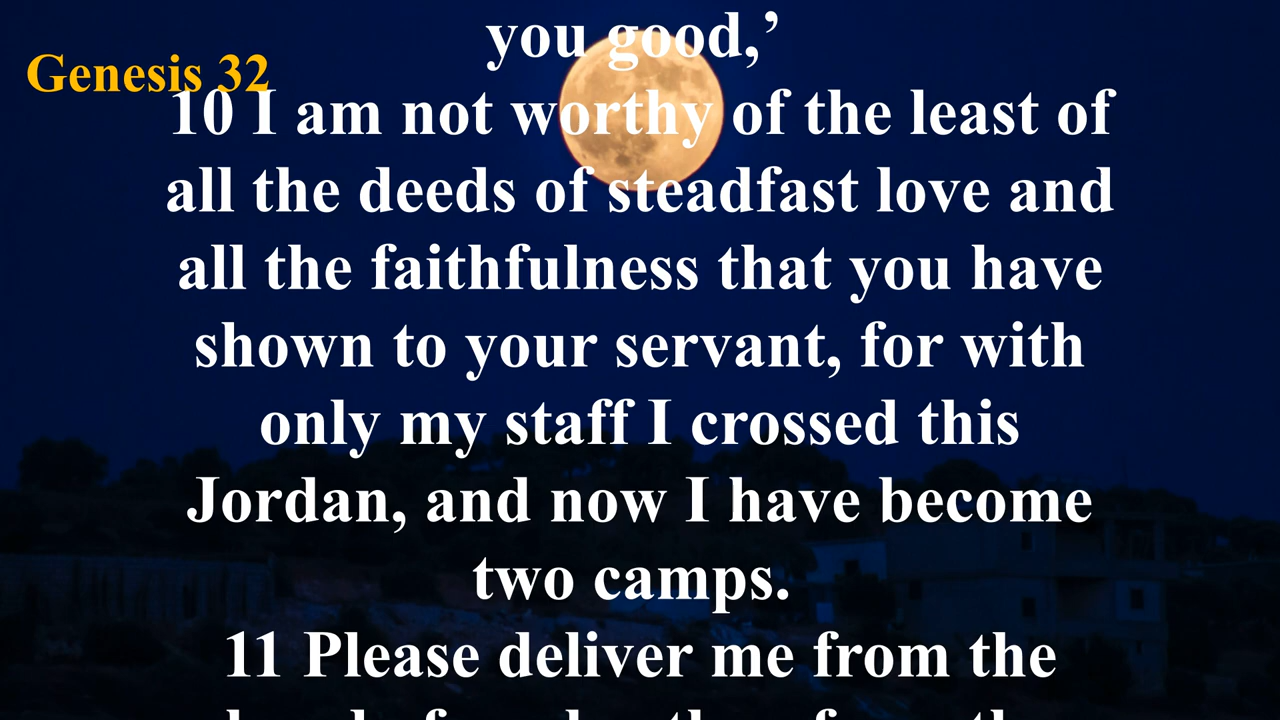 you good,’
Genesis 32
10 I am not worthy of the least of
all the deeds of steadfast love and
all the faithfulness that you have
shown to your servant, for with
only my staff I crossed this
Jordan, and now I have become
two camps.
11 Please deliver me from the